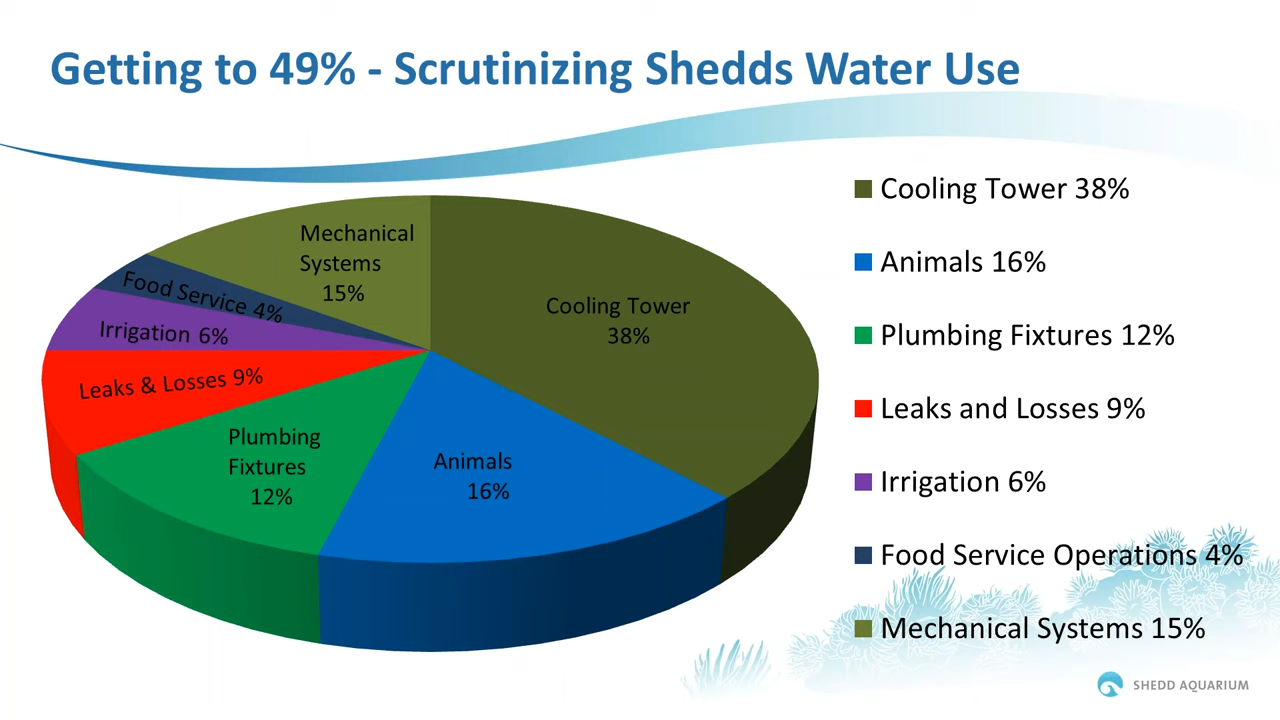 Getting to 49% - Scrutinizing Shedds Water Use
Mechanical
Systems
15%
Food Service 4%
Irrigation 6%
Leaks & Losses 9%
Plumbing
Fixtures
12%
Animals
16%
Cooling Tower
38%
Cooling Tower 38%
Animals 16%
Plumbing Fixtures 12%
Leaks and Losses 9%
Irrigation 6%
Food Service Operations 4%
Mechanical Systems 15%
SHEDD AQUARIUM